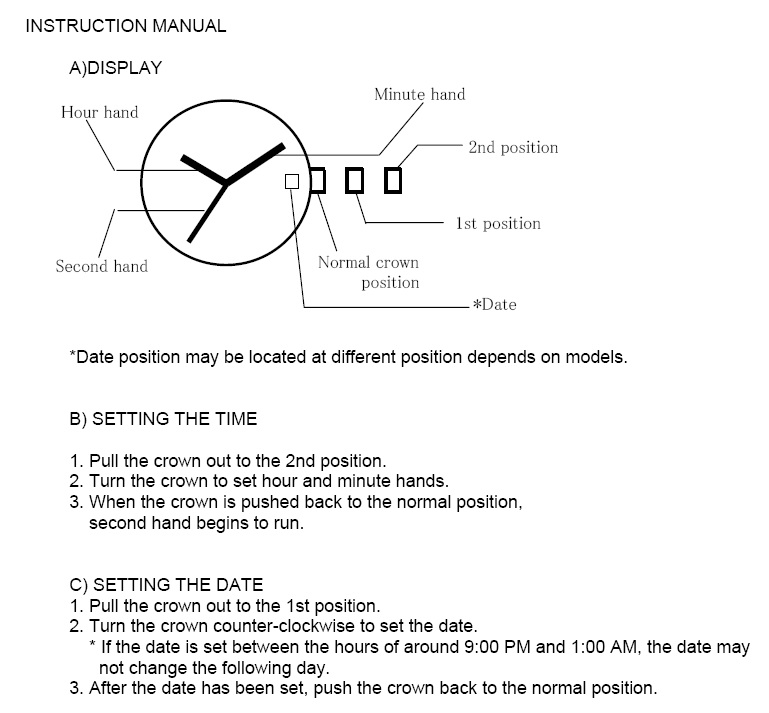 INSTRUCTION MANUAL
A)DISPLAY
Minute hand
Hour hand
2nd position
1st position
Second hand
Normal crown
position
*Date
*Date position may be located at different position depends on models.
B) SETTING THE TIME
1. Pull the crown out to the 2nd position.
2. Turn the crown to set hour and minute hands.
3. When the crown is pushed back to the normal position,
second hand begins to run.
C) SETTING THE DATE
1. Pull the crown out to the 1st position.
2. Turn the crown counter-clockwise to set the date.
* If the date is set between the hours of around 9:00 PM and 1:00 AM, the date may
not change the following day.
3. After the date has been set, push the crown back to the normal position.